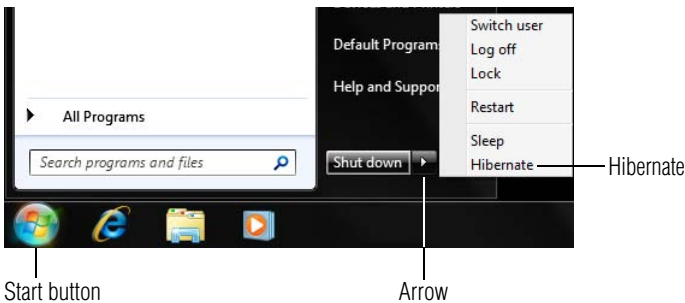 Switch user
Default Program
Log off
Lock
Help and Suppor
Restart
All Programs
Sleep
Search programs and files
Shut down
Hibernate
Hibernate
Start button
Arrow